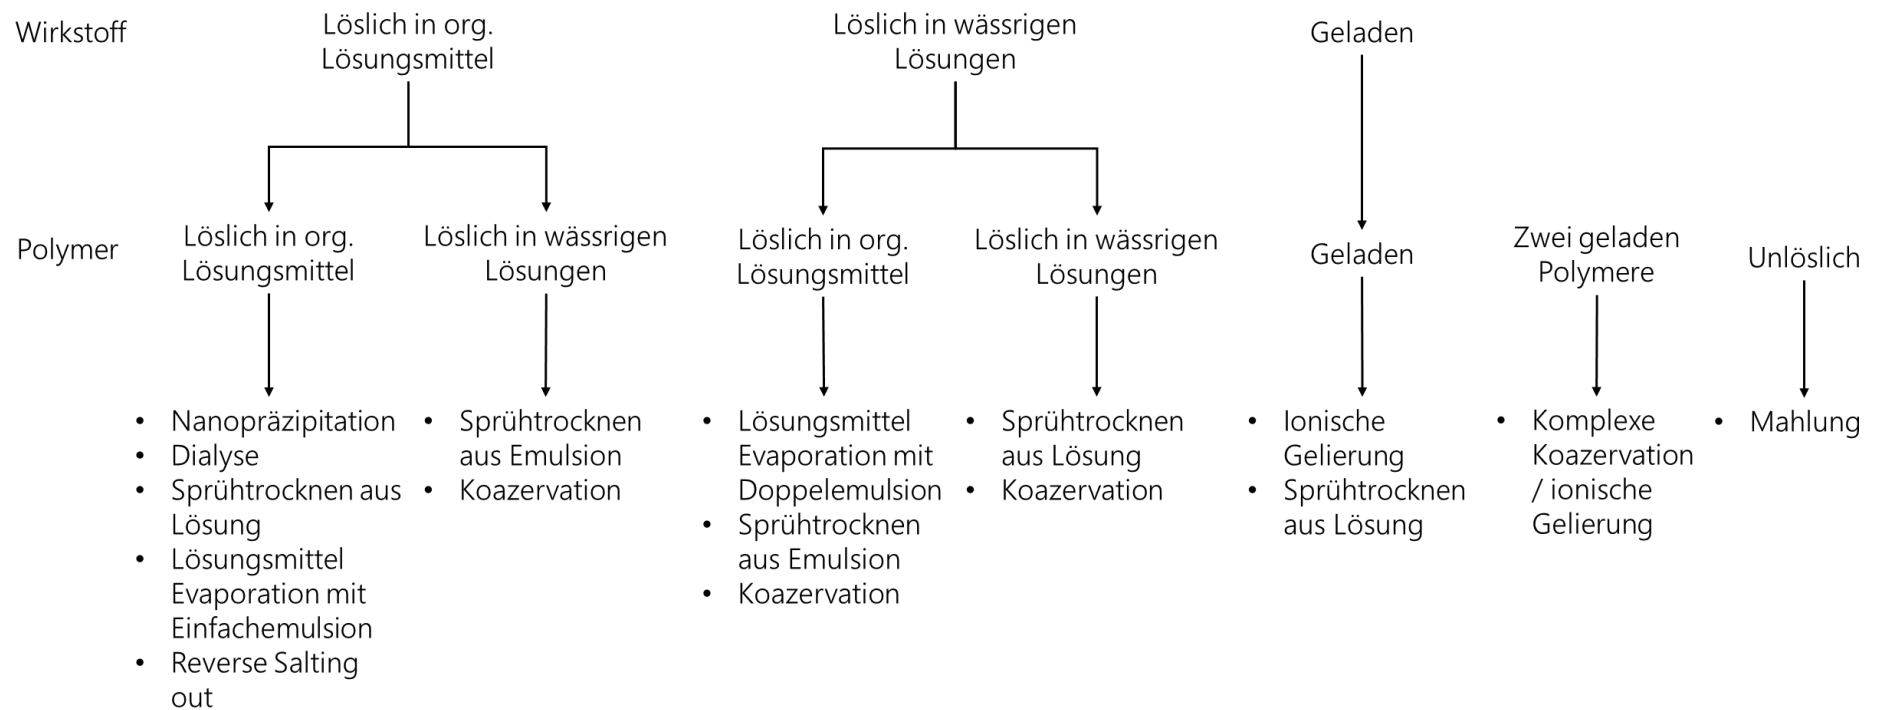 Wirkstoff
Löslich in org.
Lösungsmittel
Löslich in wässrigen
Lösungen
Geladen
Polymer
Löslich in org.
Lösungsmittel
Löslich in wässrigen
Lösungen
Löslich in org.
Lösungsmittel
Löslich in wässrigen
Lösungen
Geladen
Zwei geladen
Polymere
Unlöslich
• Nanopräzipitation
• Dialyse
• Sprühtrocknen aus
Lösung
• Lösungsmittel
Evaporation mit
Einfachemulsion
• Reverse Salting
out
• Sprühtrocknen
aus Emulsion
• Koazervation
• Lösungsmittel
Evaporation mit
Doppelemulsion
• Sprühtrocknen
aus Emulsion
• Koazervation
• Sprühtrocknen
aus Lösung
• Koazervation
• Ionische
Gelierung
• Sprühtrocknen
aus Lösung
• Komplexe
Koazervation
/ ionische
Gelierung
• Mahlung